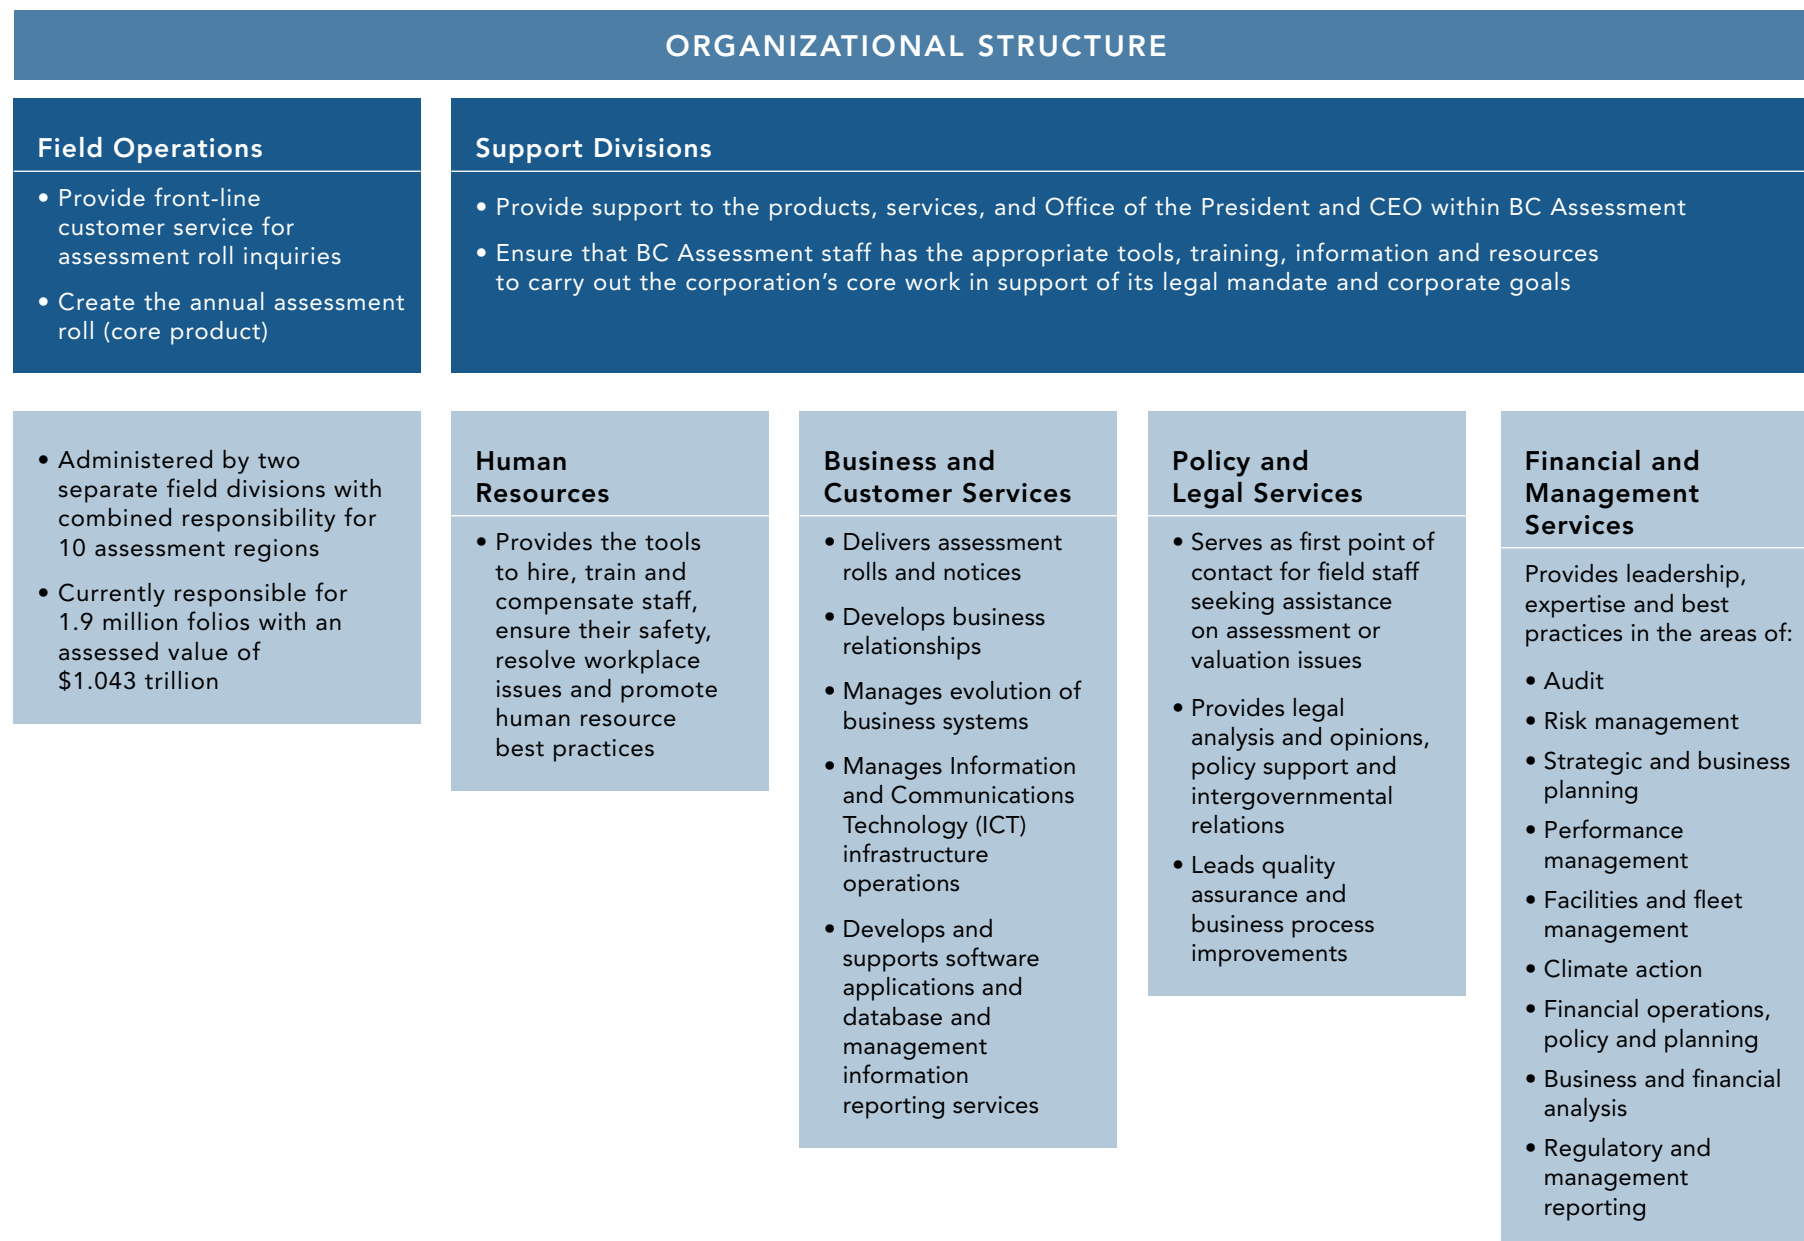 ORGANIZATIONAL STRUCTURE
Field Operations
• Provide front-line
customer service for
assessment roll inquiries
• Create the annual assessment
roll (core product)
Support Divisions
• Provide support to the products, services, and Office of the President and CEO within BC Assessment
• Ensure that BC Assessment staff has the appropriate tools, training, information and resources
to carry out the corporation’s core work in support of its legal mandate and corporate goals
• Administered by two
separate field divisions with
combined responsibility for
10 assessment regions
• Currently responsible for
1.9 million folios with an
assessed value of
$1.043 trillion
Human
Resources
• Provides the tools
to hire, train and
compensate staff,
ensure their safety,
resolve workplace
issues and promote
human resource
best practices
Business and
Customer Services
• Delivers assessment
rolls and notices
• Develops business
relationships
• Manages evolution of
business systems
• Manages Information
and Communications
Technology (ICT)
infrastructure
operations
• Develops and
supports software
applications and
database and
management
information
reporting services
Policy and
Legal Services
• Serves as first point of
contact for field staff
seeking assistance
on assessment or
valuation issues
• Provides legal
analysis and opinions,
policy support and
intergovernmental
relations
• Leads quality
assurance and
business process
improvements
Financial and
Management
Services
Provides leadership,
expertise and best
practices in the areas of:
• Audit
• Risk management
• Strategic and business
planning
• Performance
management
• Facilities and fleet
management
• Climate action
• Financial operations,
policy and planning
• Business and financial
analysis
• Regulatory and
management
reporting